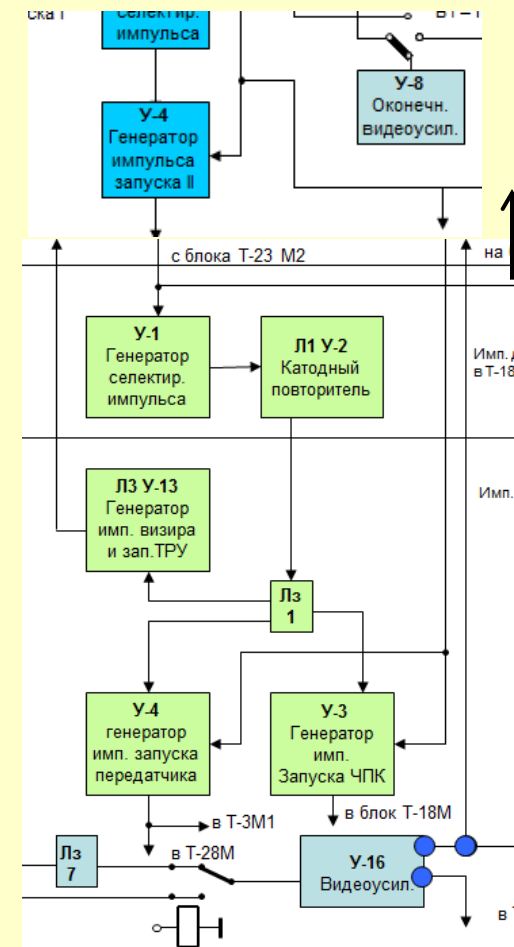 ска I
селектир.
импульса
У-4
Генератор
импульса
запуска II
У-8
Оконечн.
видеоусил.
с блока Т-23 М2
на
У-1
Генератор
селектир.
импульса
Л1 У-2
Катодный
повторитель
Имп.
в Т-18
Л3 У-13
Генератор
имп. визира
и зап.ТРУ
Имп.
Лз
1
У-4
генератор
имп. запуска
передатчика
У-3
Генератор
имп.
Запуска ЧПК
в Т-3М1
в блок Т-18М
Лз
7
в Т-28М
У-16
Видеоусил.
в